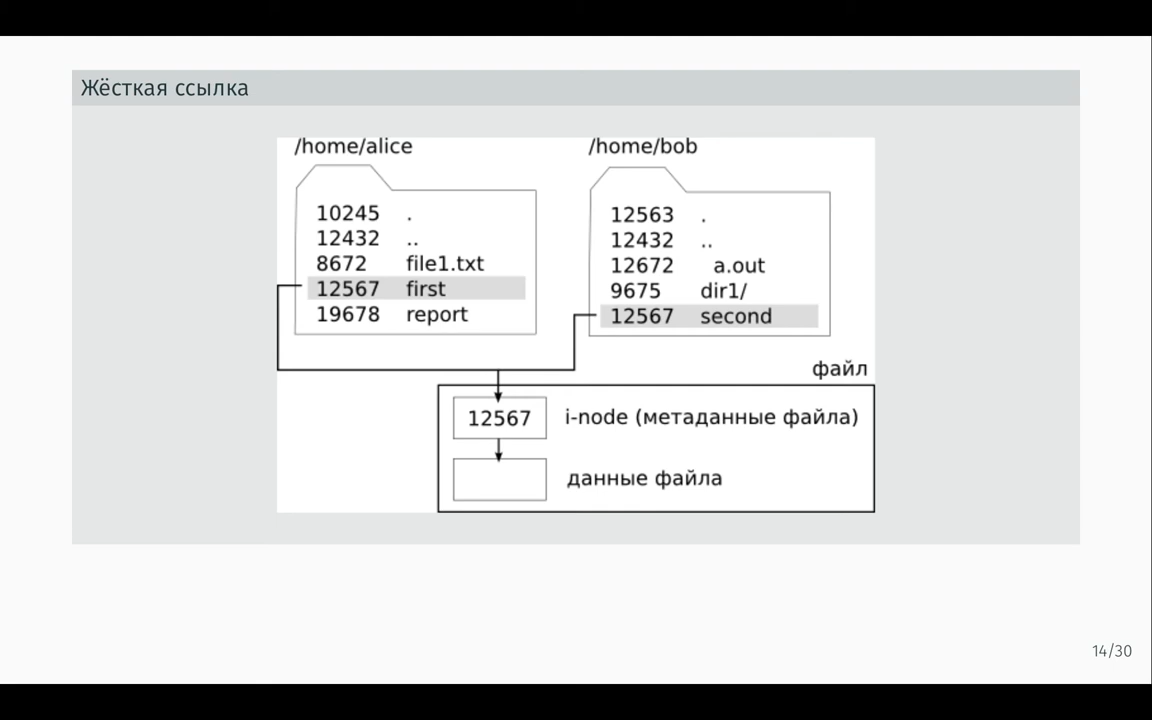 Жёсткая ссылка
/home/alice
10245 .
12432 ..
8672 file1.txt
12567 first
19678 report
/home/bob
12563 .
12432 ..
12672 a.out
9675 dir1/
12567 second
файл
12567 i-node (метаданные файла)
данные файла
14/30